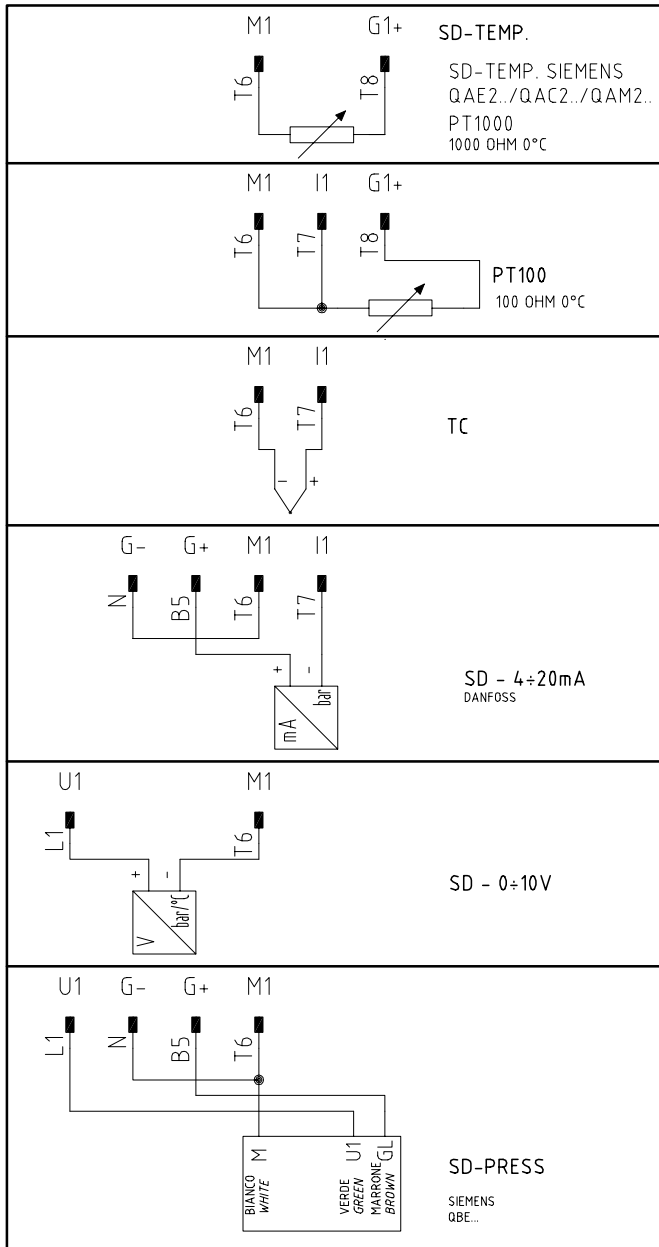 M1 G1+ SD-TEMP.
T6 T8 SD-TEMP. SIEMENS
QAE2../QAC2../QAM2..
PT1000
1000 OHM 0°C
M1 I1 G1+
T6 T7 T8
PT100
100 OHM 0°C
M1 I1
T6 T7
TC
- +
G- G+ M1 I1
N B5 T6 T7
+ -
mA bar
SD - 4÷20mA
DANFOSS
U1 M1
L1 T6
+ -
V bar/°C
SD - 0÷10V
U1 G- G+ M1
L1 N B5 T6
M U1 GL
BIANCO
WHITE
VERDE
GREEN
MARRONE
BROWN
SD-PRESS
SIEMENS
QBE...